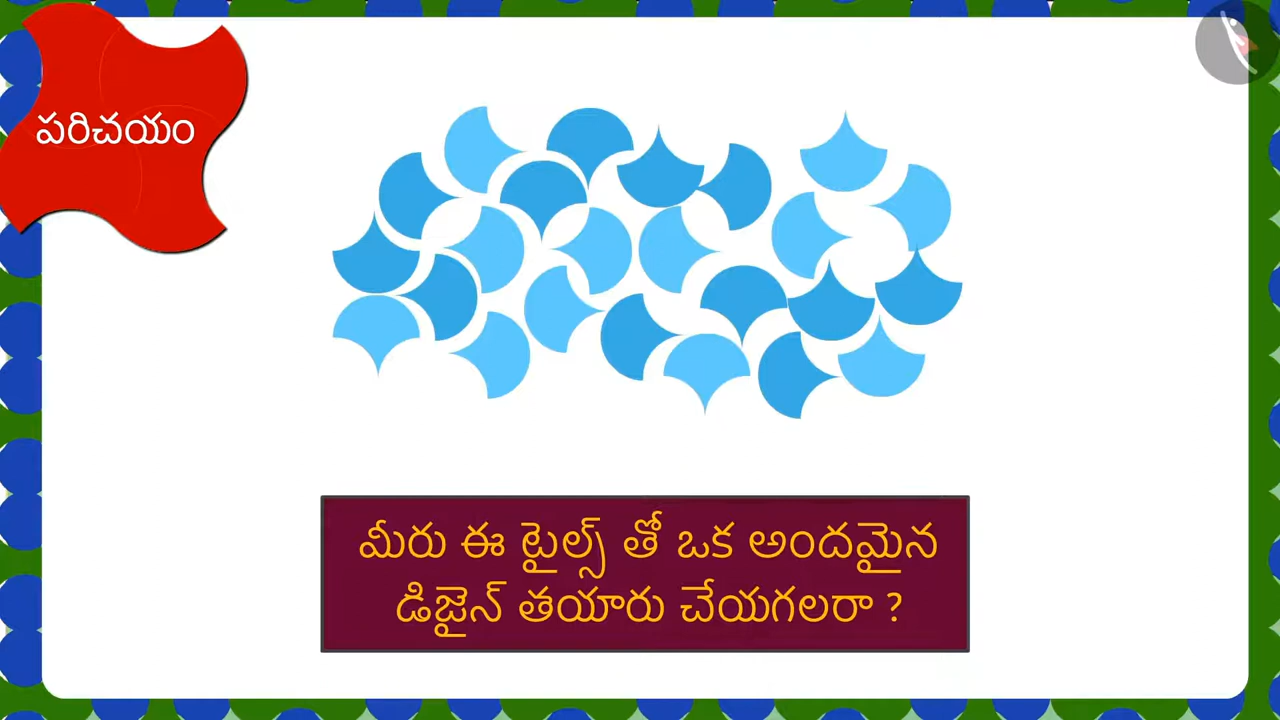 పరిచయం
మీరు ఈ టైల్స్ తో ఒక అందమైన
డిజైన్ తయారు చేయగలరా ?